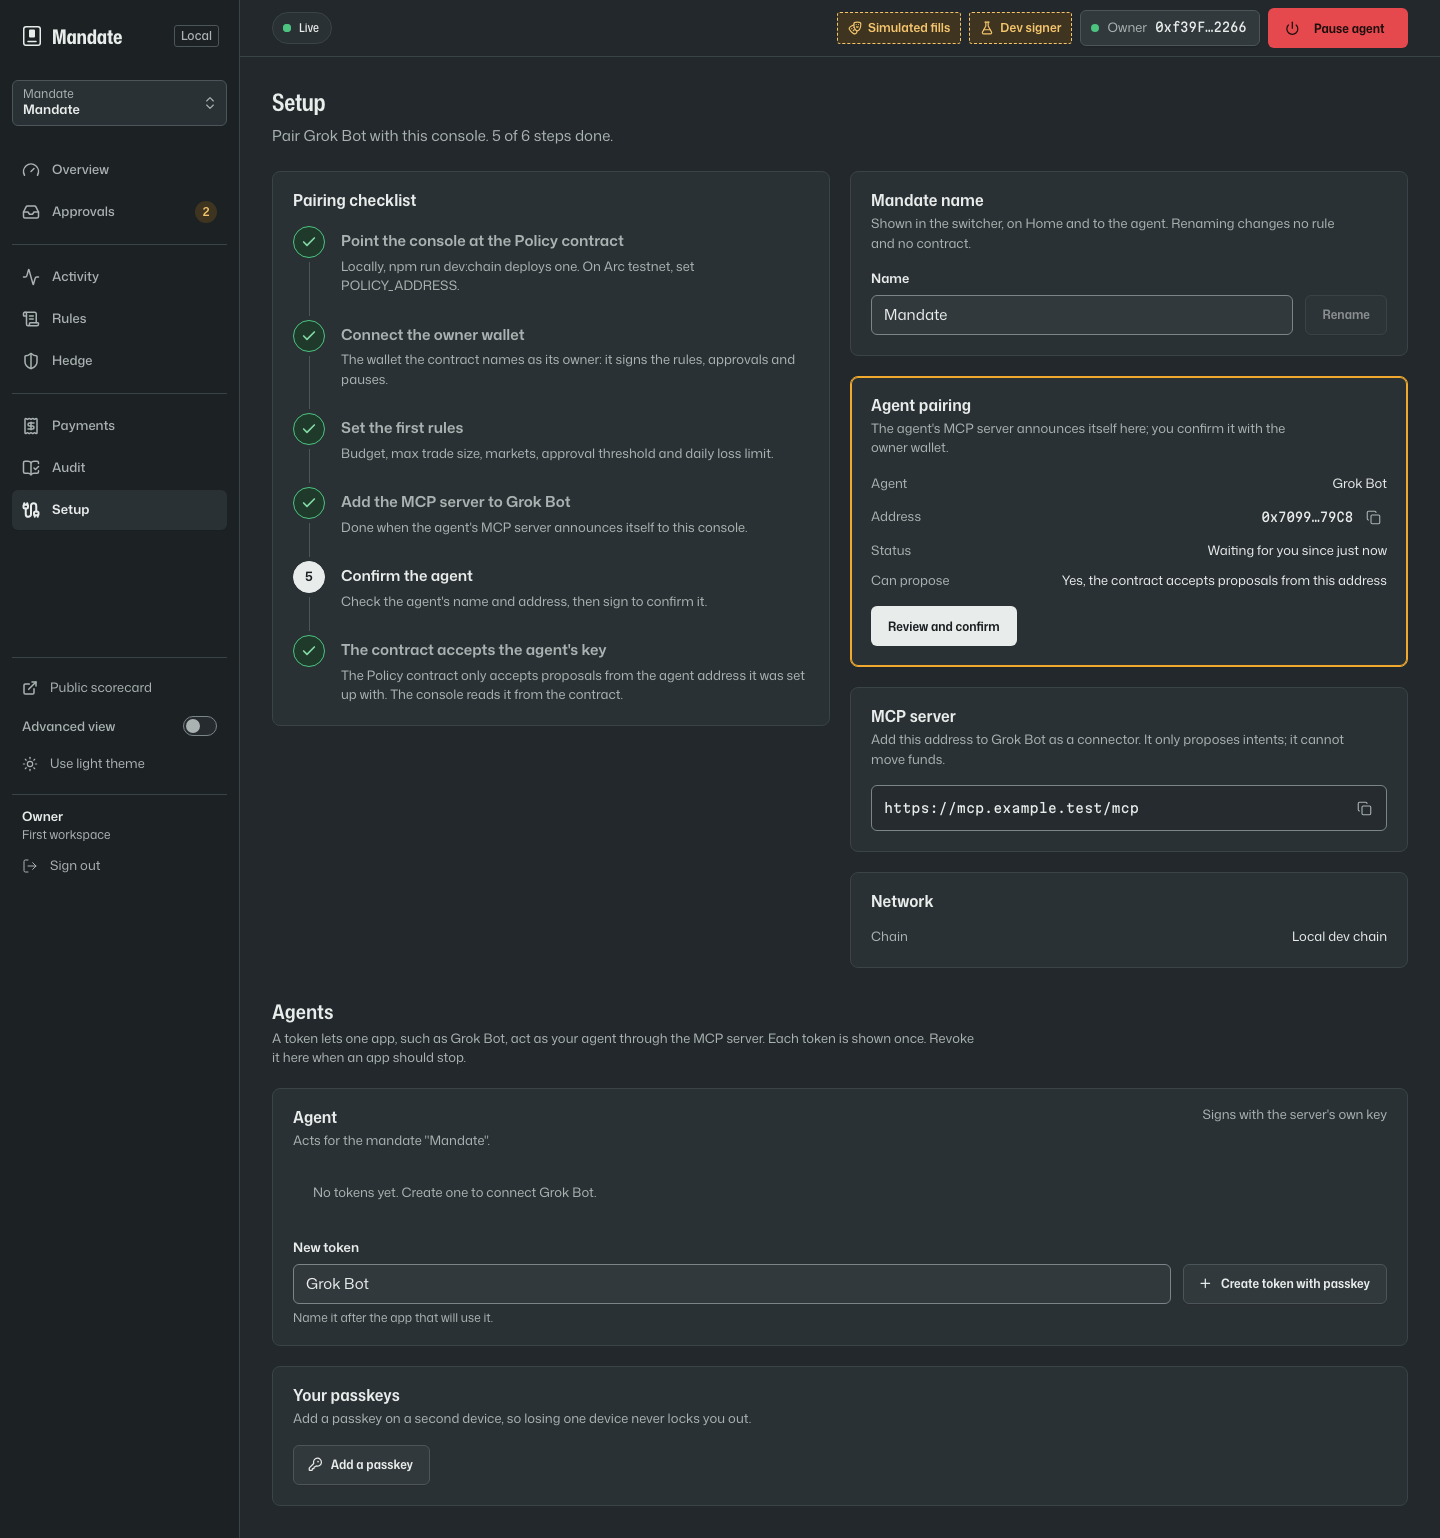 Mandate
Local
Mandate
Mandate
Overview
Approvals
2
Activity
Rules
Hedge
Payments
Audit
Setup
Public scorecard
Advanced view
Use light theme
Owner
First workspace
Sign out
Live
Simulated fills
Dev signer
Owner 0xf39F…2266
Pause agent
Setup
Pair Grok Bot with this console. 5 of 6 steps done.
Pairing checklist
Point the console at the Policy contract
Locally, npm run dev:chain deploys one. On Arc testnet, set
POLICY_ADDRESS.
Connect the owner wallet
The wallet the contract names as its owner: it signs the rules, approvals and
pauses.
Set the first rules
Budget, max trade size, markets, approval threshold and daily loss limit.
Add the MCP server to Grok Bot
Done when the agent's MCP server announces itself to this console.
5
Confirm the agent
Check the agent's name and address, then sign to confirm it.
The contract accepts the agent's key
The Policy contract only accepts proposals from the agent address it was set
up with. The console reads it from the contract.
Mandate name
Shown in the switcher, on Home and to the agent. Renaming changes no rule
and no contract.
Name
Mandate
Rename
Agent pairing
The agent's MCP server announces itself here; you confirm it with the
owner wallet.
Agent
Grok Bot
Address
0x7099…79C8
Status
Waiting for you since just now
Can propose
Yes, the contract accepts proposals from this address
Review and confirm
MCP server
Add this address to Grok Bot as a connector. It only proposes intents; it cannot
move funds.
https://mcp.example.test/mcp
Network
Chain
Local dev chain
Agents
A token lets one app, such as Grok Bot, act as your agent through the MCP server. Each token is shown once. Revoke
it here when an app should stop.
Agent
Signs with the server's own key
Acts for the mandate "Mandate".
No tokens yet. Create one to connect Grok Bot.
New token
Grok Bot
Create token with passkey
Name it after the app that will use it.
Your passkeys
Add a passkey on a second device, so losing one device never locks you out.
Add a passkey